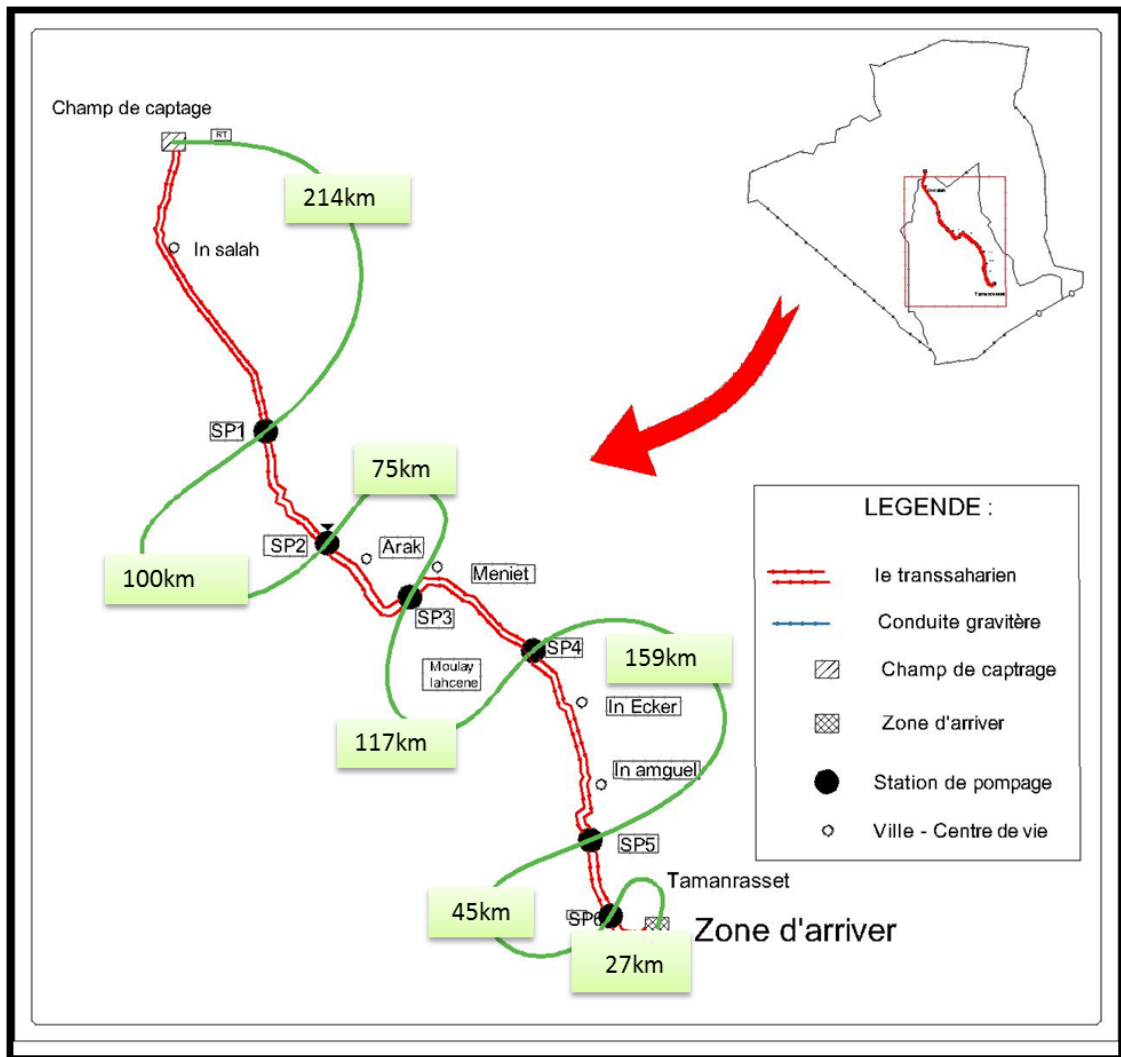 Champ de captage
RT
214km
In salah
SP1
75km
SP2
Arak
100km
Meniet
SP3
SP4
Moulay
lahcene
159km
117km
In Ecker
In amguel
SP5
Tamanrasset
45km
SP6
Zone d'arriver
27km
Tamanrasset
LEGENDE :
le transsaharien
Conduite gravitère
Champ de captrage
Zone d'arriver
Station de pompage
Ville - Centre de vie